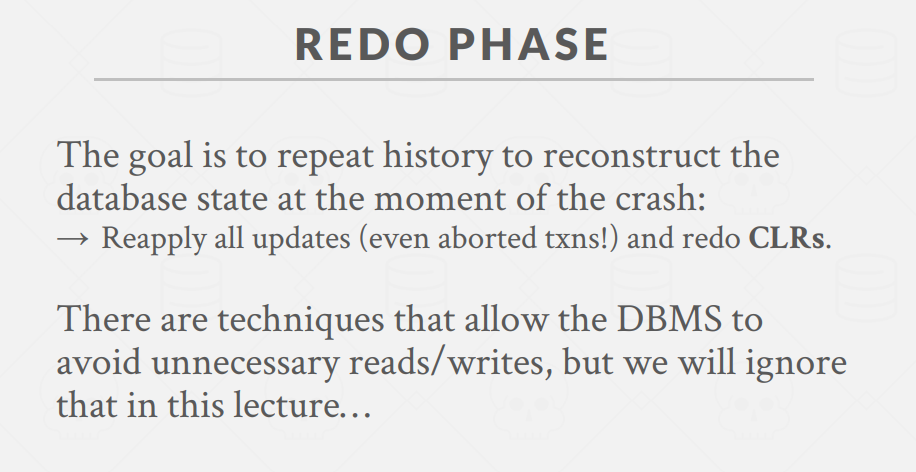 REDO PHASE
The goal is to repeat history to reconstruct the
database state at the moment of the crash:
→ Reapply all updates (even aborted txns!) and redo CLRs.
There are techniques that allow the DBMS to
avoid unnecessary reads/writes, but we will ignore
that in this lecture…